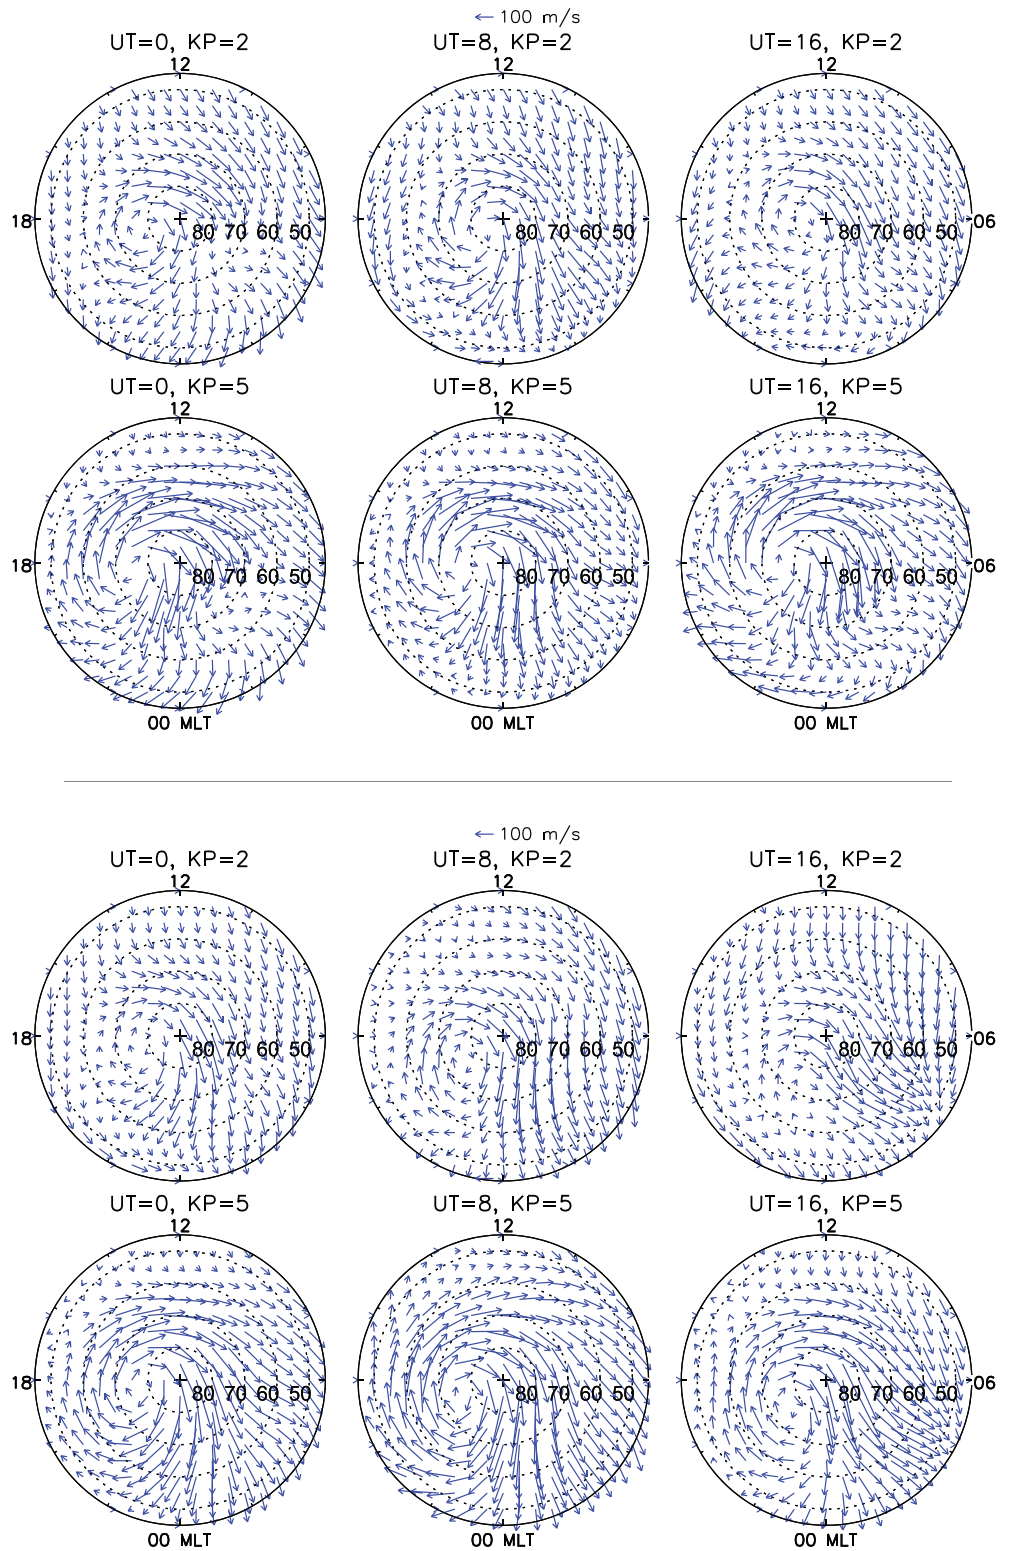 ← 100 m/s
UT=0, KP=2 UT=8, KP=2 UT=16, KP=2
12 12 12
18 80 70 60 50 80 70 60 50 80 70 60 50 06
UT=0, KP=5 UT=8, KP=5 UT=16, KP=5
12 12 12
18 80 70 60 50 80 70 60 50 80 70 60 50 06
00 MLT 00 MLT 00 MLT
← 100 m/s
UT=0, KP=2 UT=8, KP=2 UT=16, KP=2
12 12 12
18 80 70 60 50 80 70 60 50 80 70 60 50 06
UT=0, KP=5 UT=8, KP=5 UT=16, KP=5
12 12 12
18 80 70 60 50 80 70 60 50 80 70 60 50 06
00 MLT 00 MLT 00 MLT